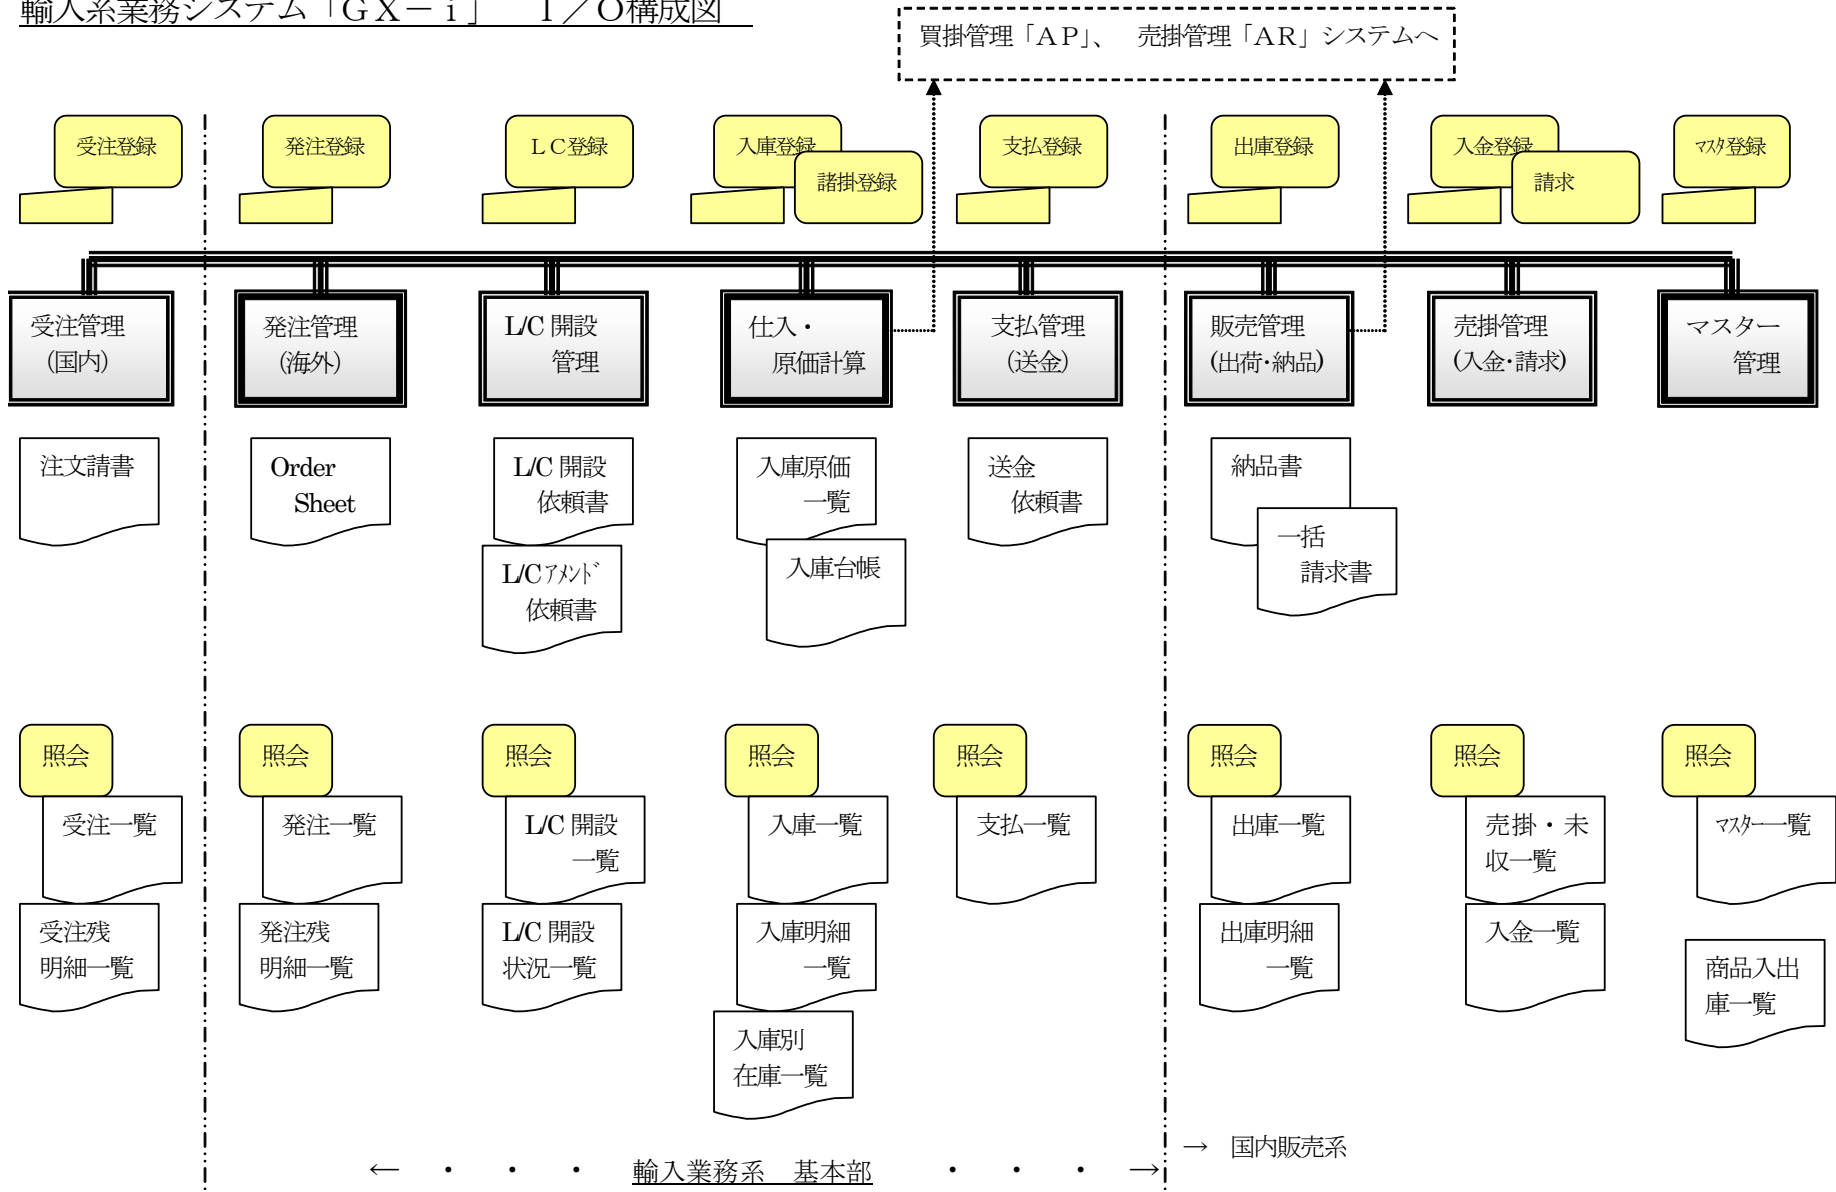 輸入系業務システム「ＧＸ－ｉ」　Ｉ／Ｏ構成図
買掛管理「ＡＰ」、　売掛管理「ＡＲ」システムへ
受注登録
発注登録
ＬＣ登録
入庫登録
諸掛登録
支払登録
出庫登録
入金登録
請求
ﾏｽﾀ登録
受注管理
(国内)
発注管理
(海外)
L/C 開設
管理
仕入・
原価計算
支払管理
(送金)
販売管理
(出荷･納品)
売掛管理
(入金･請求)
マスター
管理
注文請書
Order
Sheet
L/C 開設
依頼書
L/Cｱﾒﾝﾄﾞ
依頼書
入庫原価
一覧
入庫台帳
送金
依頼書
納品書
一括
請求書
照会
受注一覧
受注残
明細一覧
照会
発注一覧
発注残
明細一覧
照会
L/C 開設
一覧
L/C 開設
状況一覧
照会
入庫一覧
入庫明細
一覧
入庫別
在庫一覧
照会
支払一覧
照会
出庫一覧
出庫明細
一覧
照会
売掛・未
収一覧
入金一覧
照会
ﾏｽﾀｰ一覧
商品入出
庫一覧
←　・　・　・　輸入業務系　基本部　・　・　・　→
→　国内販売系